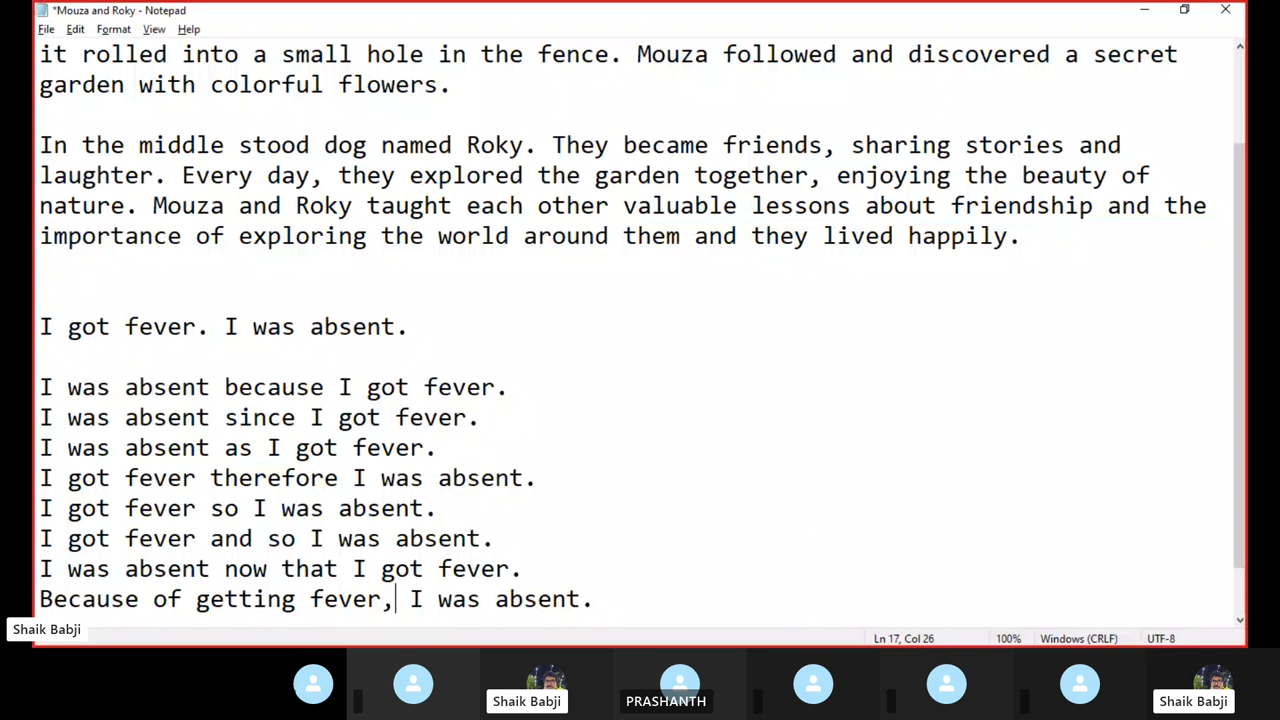 *Mouza and Roky - Notepad
File Edit Format View Help
it rolled into a small hole in the fence. Mouza followed and discovered a secret
garden with colorful flowers.
In the middle stood dog named Roky. They became friends, sharing stories and
laughter. Every day, they explored the garden together, enjoying the beauty of
nature. Mouza and Roky taught each other valuable lessons about friendship and the
importance of exploring the world around them and they lived happily.
I got fever. I was absent.
I was absent because I got fever.
I was absent since I got fever.
I was absent as I got fever.
I got fever therefore I was absent.
I got fever so I was absent.
I got fever and so I was absent.
I was absent now that I got fever.
Because of getting fever, I was absent.
Shaik Babji
Ln 17, Col 26 100% Windows (CRLF) UTF-8
Shaik Babji PRASHANTH Shaik Babji